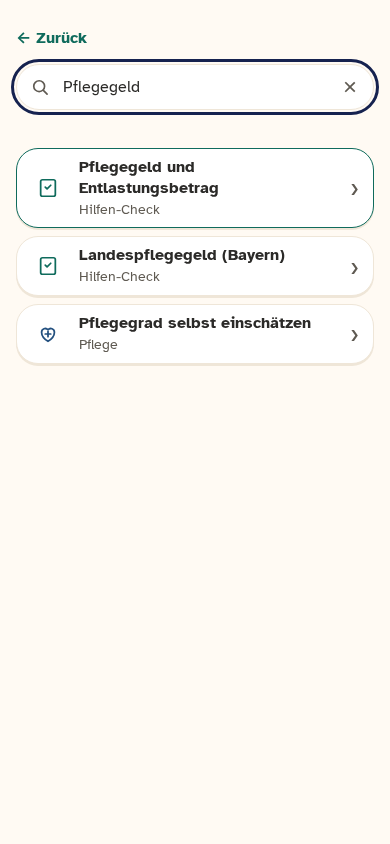 ← Zurück
Pflegegeld
Pflegegeld und
Entlastungsbetrag
Hilfen-Check
Landespflegegeld (Bayern)
Hilfen-Check
Pflegegrad selbst einschätzen
Pflege